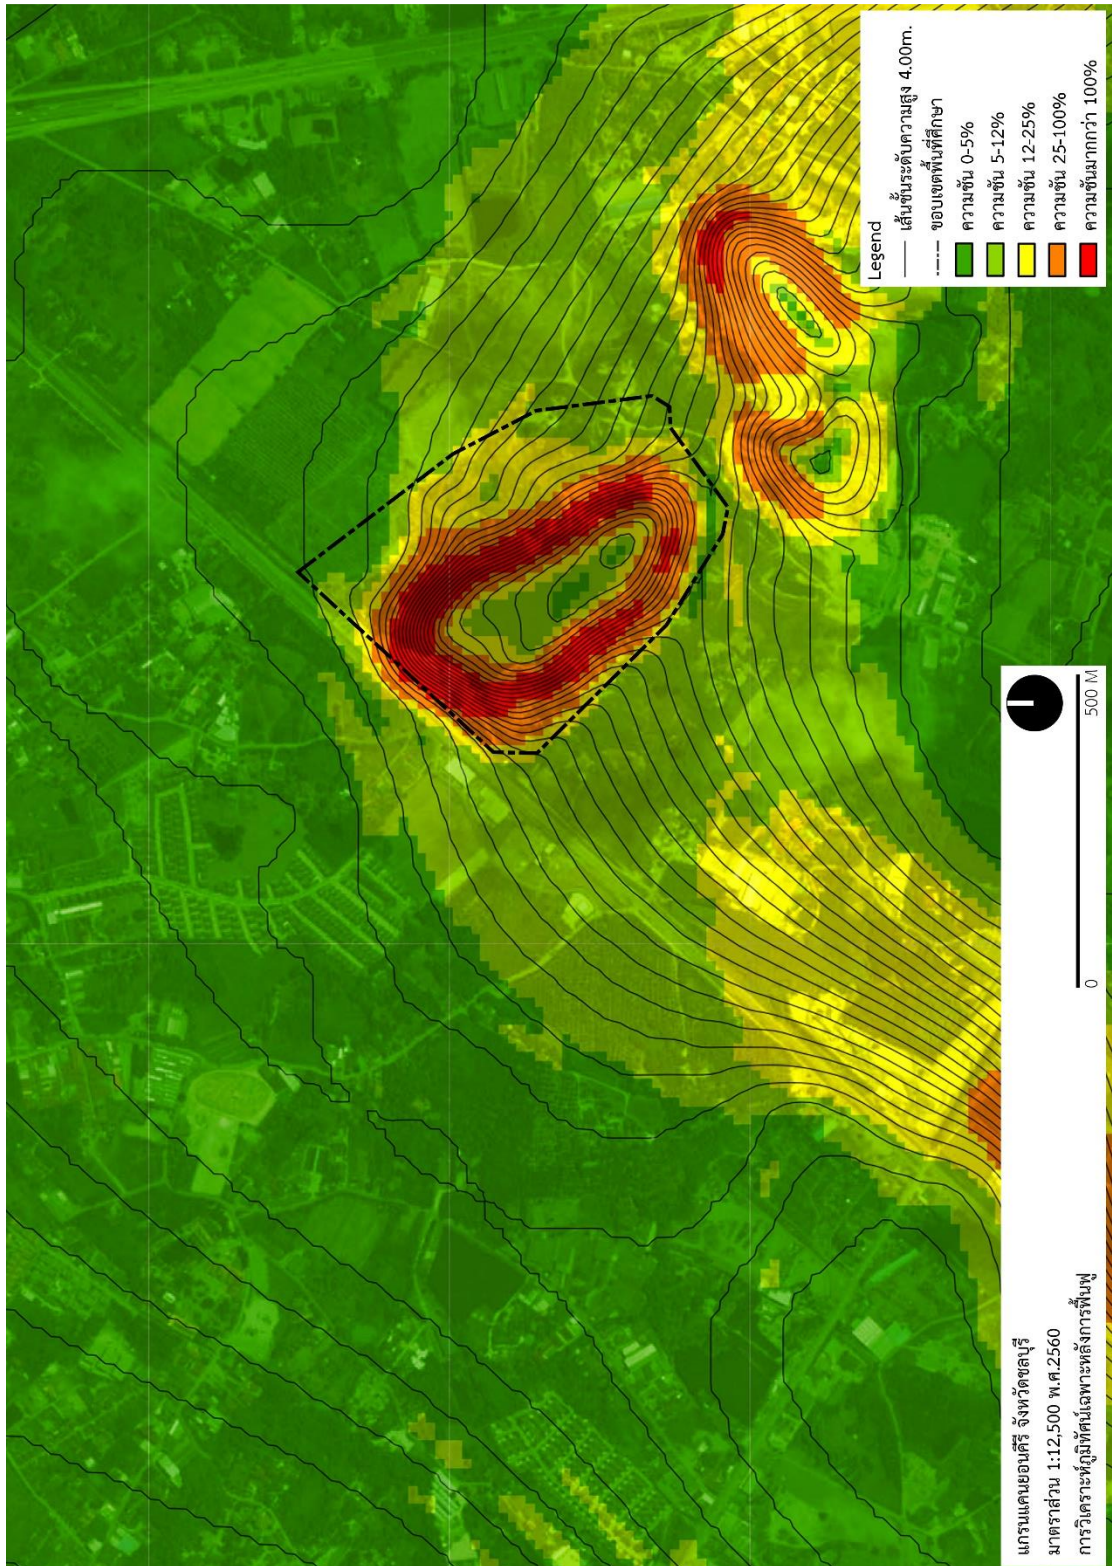 Legend
เส้นชั้นระดับความสูง 4.00m.
ขอบเขตพื้นที่ศึกษา
ความชัน 0-5%
ความชัน 5-12%
ความชัน 12-25%
ความชัน 25-100%
ความชันมากกว่า 100%
0 500 M
แกรนแคนยอนคีรี จังหวัดชลบุรี
มาตราส่วน 1:12,500 พ.ศ.2560
การวิเคราะห์ภูมิทัศน์เฉพาะหลังการฟื้นฟู